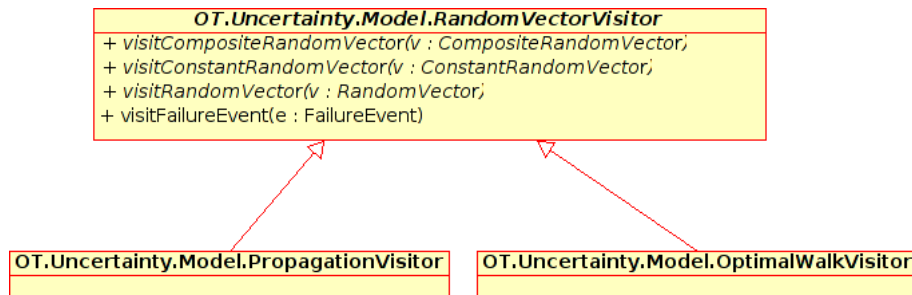 OT.Uncertainty.Model.RandomVectorVisitor
+ visitCompositeRandomVector(v : CompositeRandomVector)
+ visitConstantRandomVector(v : ConstantRandomVector)
+ visitRandomVector(v : RandomVector)
+ visitFailureEvent(e : FailureEvent)
OT.Uncertainty.Model.PropagationVisitor
OT.Uncertainty.Model.OptimalWalkVisitor